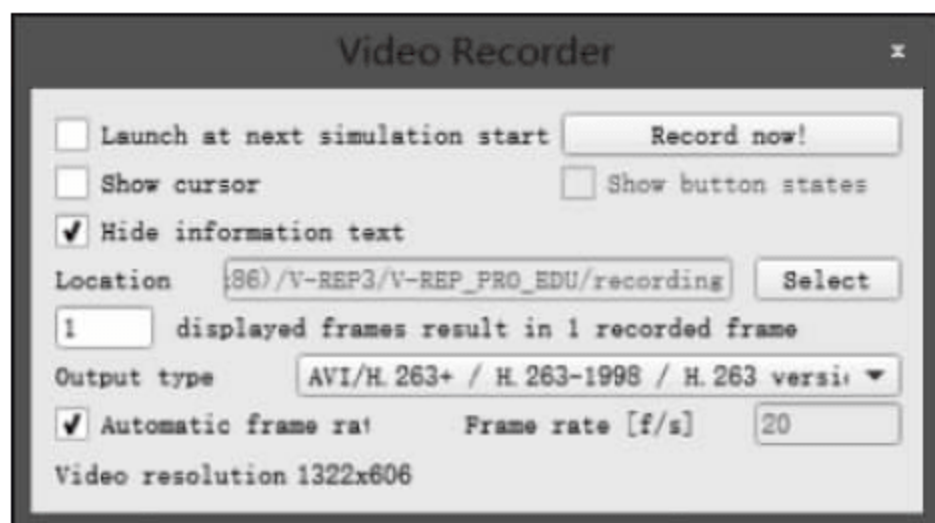 Video Recorder
Launch at next simulation start Record now!
Show cursor Show button states
Hide information text
Location 86)/V-REP3/V-REP_PRO_EDU/recording Select
1 displayed frames result in 1 recorded frame
Output type AVI/H.263+ / H.263-1998 / H.263 versi
Automatic frame rat Frame rate [f/s] 20
Video resolution 1322x606